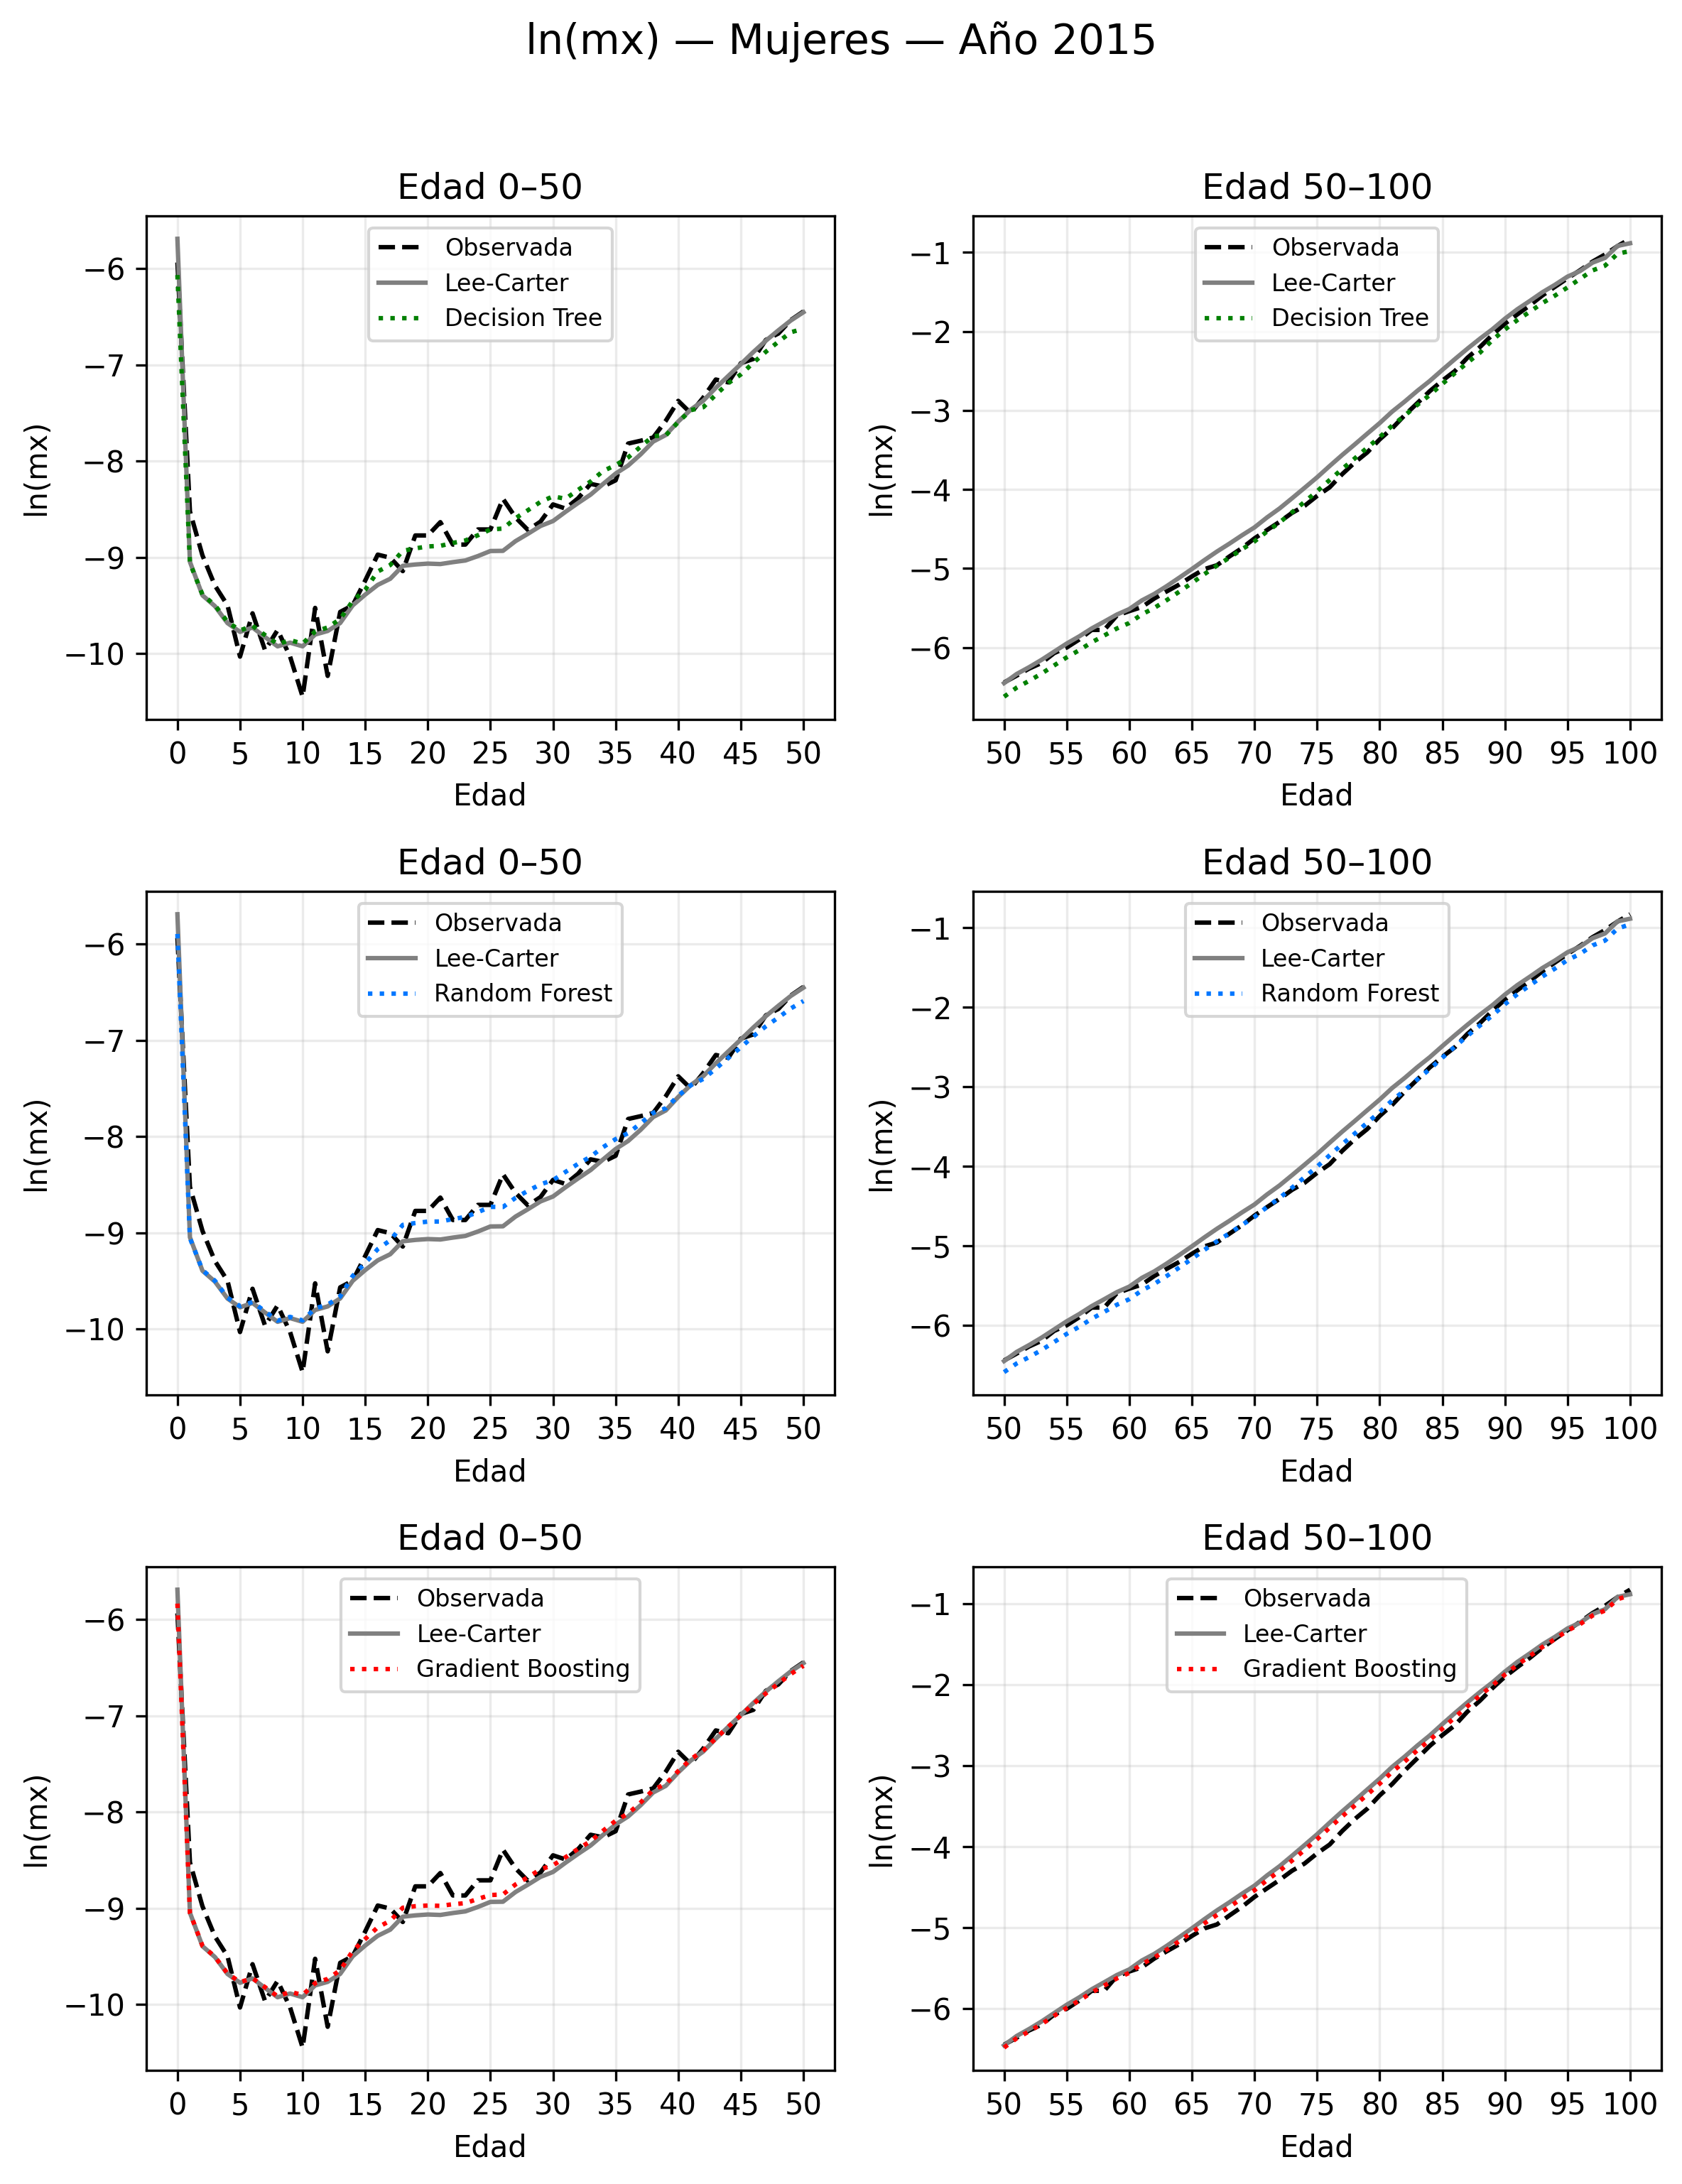 ln(mx) — Mujeres — Año 2015
Edad 0–50
Edad 50–100
Observada
Lee-Carter
Decision Tree
Observada
Lee-Carter
Decision Tree
−6
−7
−8
−9
−10
ln(mx)
0 5 10 15 20 25 30 35 40 45 50
Edad
−1
−2
−3
−4
−5
−6
ln(mx)
50 55 60 65 70 75 80 85 90 95 100
Edad
Edad 0–50
Edad 50–100
Observada
Lee-Carter
Random Forest
Observada
Lee-Carter
Random Forest
−6
−7
−8
−9
−10
ln(mx)
0 5 10 15 20 25 30 35 40 45 50
Edad
−1
−2
−3
−4
−5
−6
ln(mx)
50 55 60 65 70 75 80 85 90 95 100
Edad
Edad 0–50
Edad 50–100
Observada
Lee-Carter
Gradient Boosting
Observada
Lee-Carter
Gradient Boosting
−6
−7
−8
−9
−10
ln(mx)
0 5 10 15 20 25 30 35 40 45 50
Edad
−1
−2
−3
−4
−5
−6
ln(mx)
50 55 60 65 70 75 80 85 90 95 100
Edad